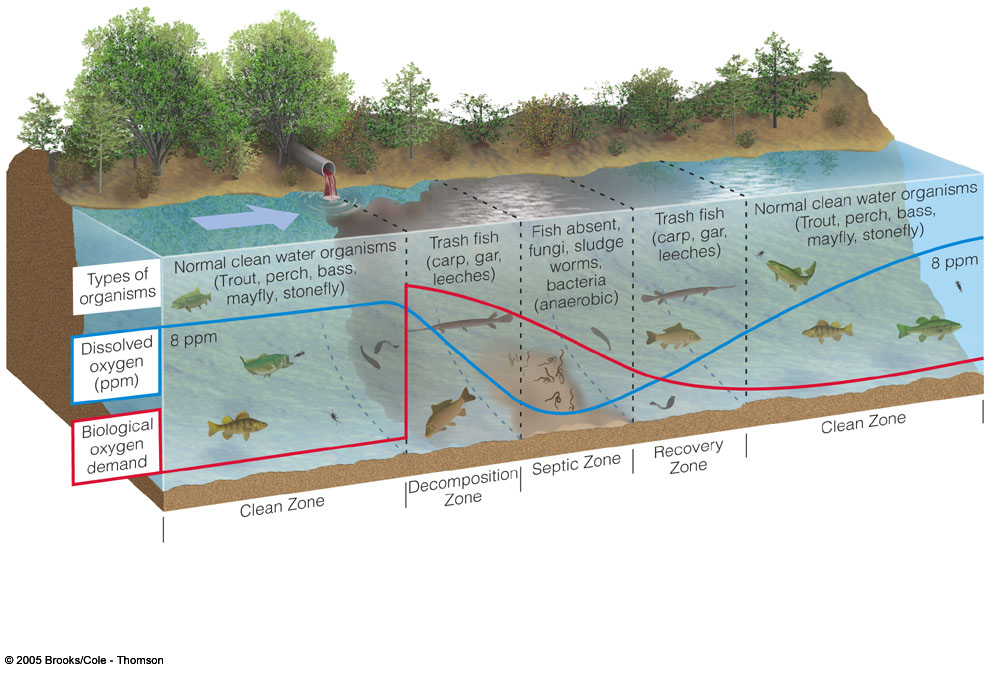 Types of
organisms
Normal clean water organisms
(Trout, perch, bass,
mayfly, stonefly)
Trash fish
(carp, gar,
leeches)
Fish absent,
fungi, sludge
worms,
bacteria
(anaerobic)
Trash fish
(carp, gar,
leeches)
Normal clean water organisms
(Trout, perch, bass,
mayfly, stonefly)
Dissolved
oxygen
(ppm)
8 ppm
8 ppm
Biological
oxygen
demand
Clean Zone
Decomposition
Zone
Septic Zone
Recovery
Zone
Clean Zone
© 2005 Brooks/Cole - Thomson